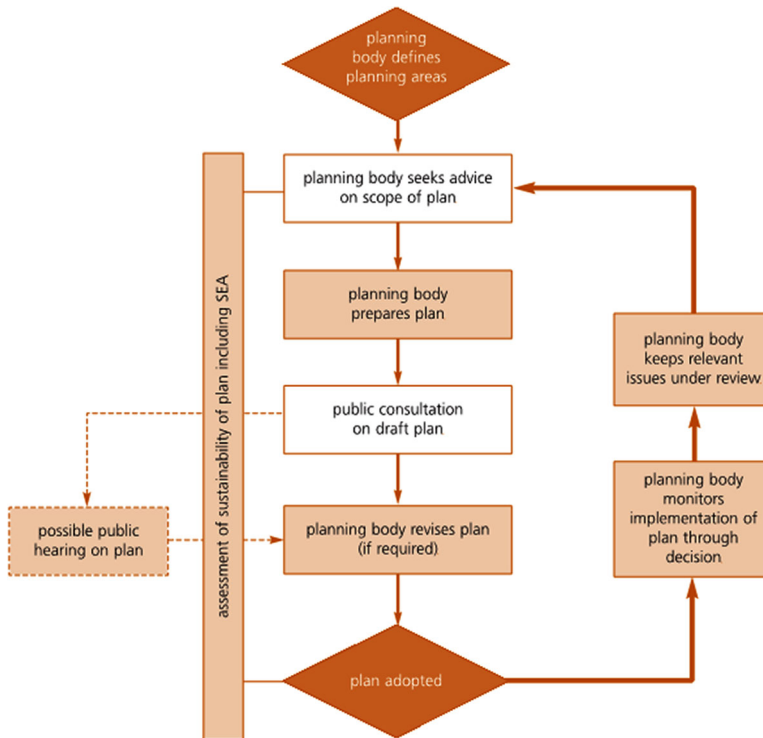 planning
body defines
planning areas
planning body seeks advice
on scope of plan
planning body
prepares plan
public consultation
on draft plan
planning body revises plan
(if required)
plan adopted
assessment of sustainability of plan including SEA
possible public
hearing on plan
planning body
keeps relevant
issues under review
planning body
monitors
implementation of
plan through
decision